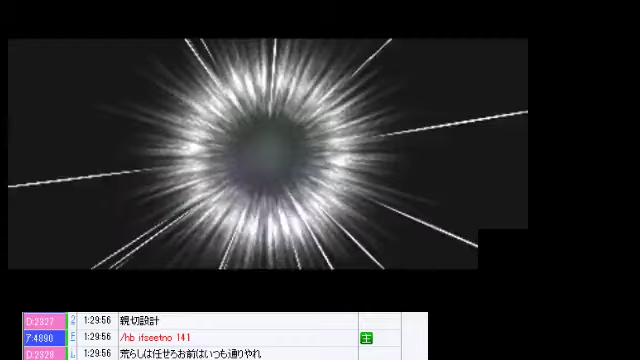 D:2327 2 1:29:56 親切設計
7:4890 F 1:29:56 /hb ifseetno 141 主
D:2328 L 1:29:56 荒らしは任せろお前はいつも通りやれ